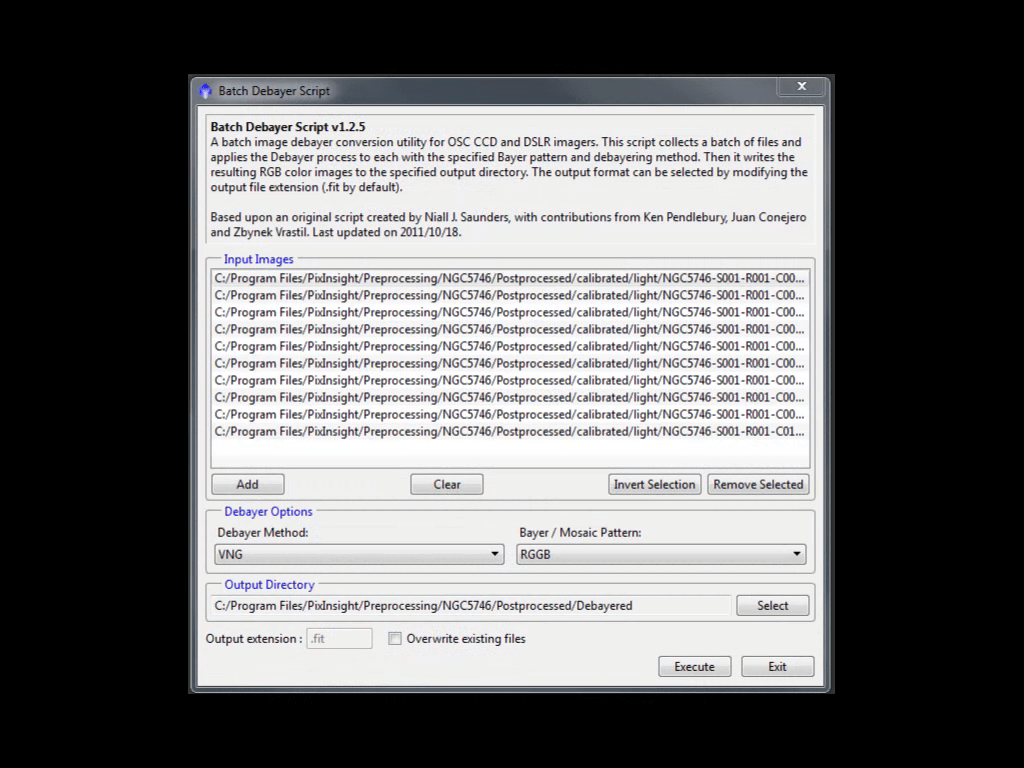 Batch Debayer Script
X
Batch Debayer Script v1.2.5
A batch image debayer conversion utility for OSC CCD and DSLR imagers. This script collects a batch of files and
applies the Debayer process to each with the specified Bayer pattern and debayering method. Then it writes the
resulting RGB color images to the specified output directory. The output format can be selected by modifying the
output file extension (.fit by default).
Based upon an original script created by Niall J. Saunders, with contributions from Ken Pendlebury, Juan Conejero
and Zbynek Vrastil. Last updated on 2011/10/18.
Input Images
C:/Program Files/PixInsight/Preprocessing/NGC5746/Postprocessed/calibrated/light/NGC5746-S001-R001-C00...
C:/Program Files/PixInsight/Preprocessing/NGC5746/Postprocessed/calibrated/light/NGC5746-S001-R001-C00...
C:/Program Files/PixInsight/Preprocessing/NGC5746/Postprocessed/calibrated/light/NGC5746-S001-R001-C00...
C:/Program Files/PixInsight/Preprocessing/NGC5746/Postprocessed/calibrated/light/NGC5746-S001-R001-C00...
C:/Program Files/PixInsight/Preprocessing/NGC5746/Postprocessed/calibrated/light/NGC5746-S001-R001-C00...
C:/Program Files/PixInsight/Preprocessing/NGC5746/Postprocessed/calibrated/light/NGC5746-S001-R001-C00...
C:/Program Files/PixInsight/Preprocessing/NGC5746/Postprocessed/calibrated/light/NGC5746-S001-R001-C00...
C:/Program Files/PixInsight/Preprocessing/NGC5746/Postprocessed/calibrated/light/NGC5746-S001-R001-C00...
C:/Program Files/PixInsight/Preprocessing/NGC5746/Postprocessed/calibrated/light/NGC5746-S001-R001-C00...
C:/Program Files/PixInsight/Preprocessing/NGC5746/Postprocessed/calibrated/light/NGC5746-S001-R001-C01...
Add Clear Invert Selection Remove Selected
Debayer Options
Debayer Method: Bayer / Mosaic Pattern:
VNG RGGB
Output Directory
C:/Program Files/PixInsight/Preprocessing/NGC5746/Postprocessed/Debayered Select
Output extension : .fit Overwrite existing files
Execute Exit